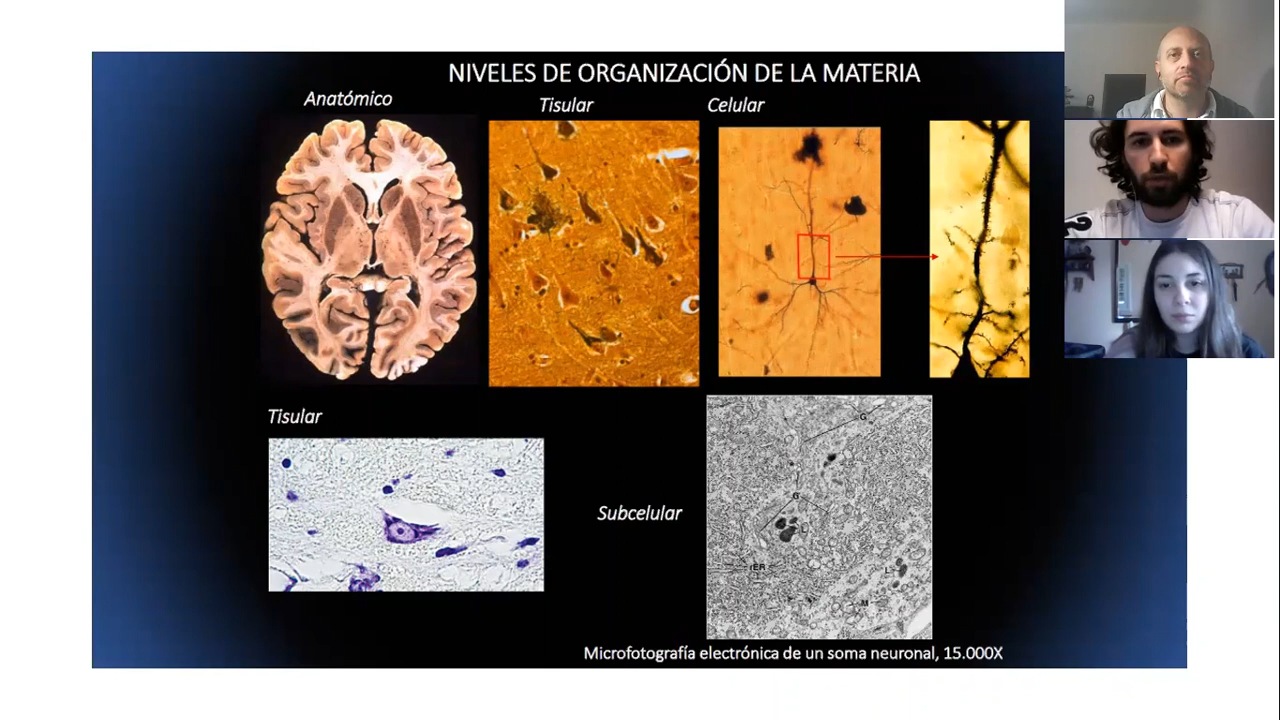 NIVELES DE ORGANIZACIÓN DE LA MATERIA
Anatómico
Tisular
Celular
Tisular
Subcelular
G
G
rER
L
M
Microfotografía electrónica de un soma neuronal, 15.000X